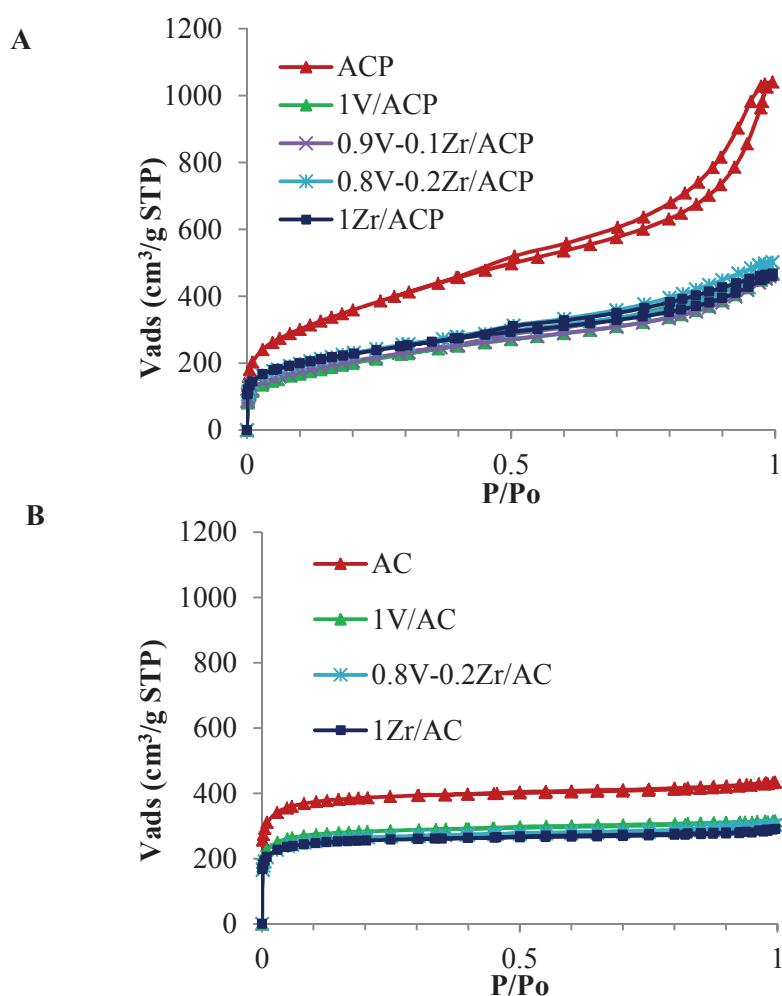 A
1200
1000
800
600
400
200
0
Vads (cm³/g STP)
ACP
1V/ACP
0.9V-0.1Zr/ACP
0.8V-0.2Zr/ACP
1Zr/ACP
0
0.5
1
P/Po
B
1200
1000
800
600
400
200
0
Vads (cm³/g STP)
AC
1V/AC
0.8V-0.2Zr/AC
1Zr/AC
0
0.5
1
P/Po